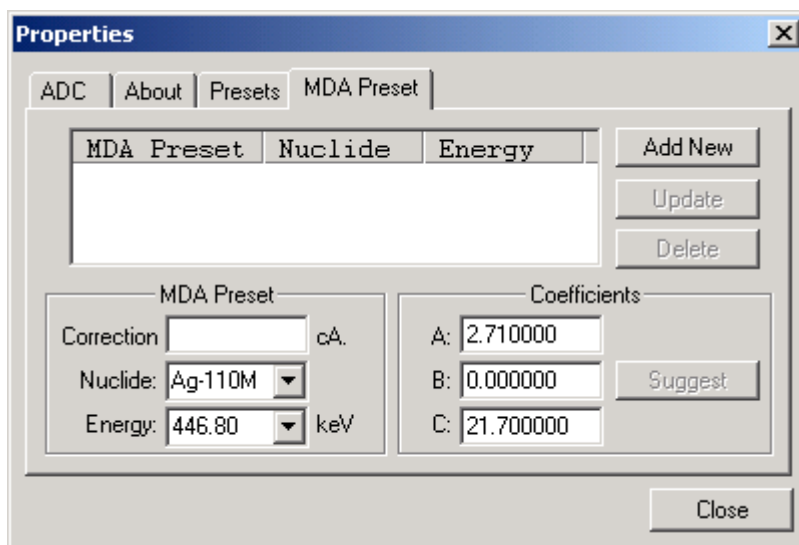 Properties
ADC About Presets MDA Preset
MDA Preset Nuclide Energy
Add New
Update
Delete
MDA Preset
Correction cA.
Nuclide: Ag-110M
Energy: 446.80 keV
Coefficients
A: 2.710000
B: 0.000000
C: 21.700000
Suggest
Close